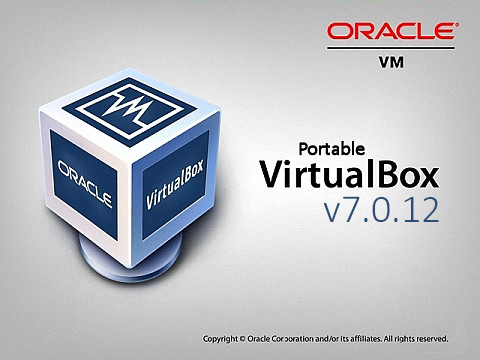 ORACLE®
VM
ORACLE
VirtualBox
Portable
VirtualBox
v7.0.12
Copyright © Oracle Corporation and/or its affiliates. All rights reserved.